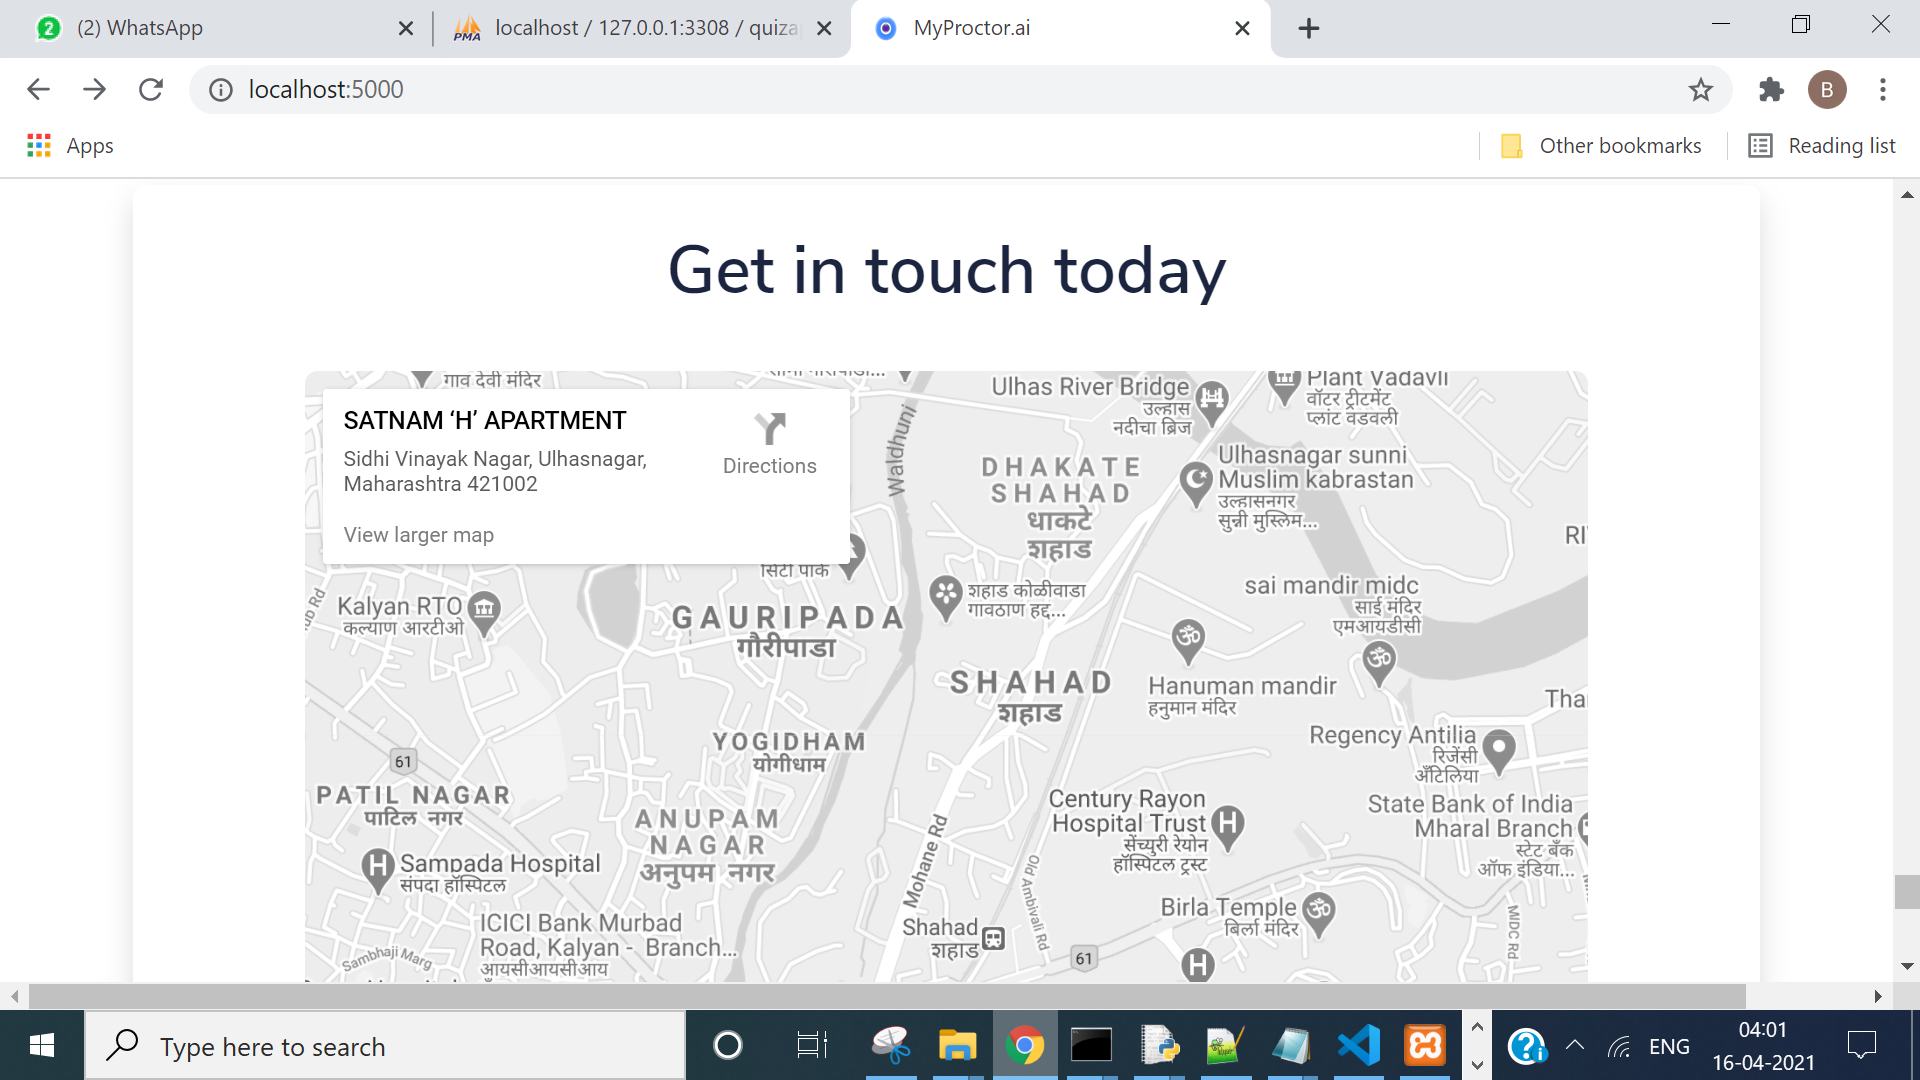 (2) WhatsApp
localhost / 127.0.0.1:3308 / quiza
MyProctor.ai
localhost:5000
B
Apps
Other bookmarks
Reading list
Get in touch today
गाव देवी मंदिर
SATNAM ‘H’ APARTMENT
Sidhi Vinayak Nagar, Ulhasnagar,
Maharashtra 421002
Directions
View larger map
Waldhuni
Ulhas River Bridge
उल्हास
नदीचा ब्रिज
Plant Vadavli
वॉटर ट्रीटमेंट
प्लांट वडवली
DHAKATE
SHAHAD
धाकटे
शहाड
Ulhasnagar sunni
Muslim kabrastan
उल्हासनगर
सुन्नी मुस्लिम...
RI
सिटी पार्क
Kalyan RTO
कल्याण आरटीओ
GAURIPADA
गौरीपाडा
शहाड कोळीवाडा
गावठाण हद्द...
sai mandir midc
साई मंदिर
एमआयडीसी
SHAHAD
शहाड
Hanuman mandir
हनुमान मंदिर
Tha
YOGIDHAM
योगीधाम
Regency Antilia
रिजेंसी
अँटिलिया
61
PATIL NAGAR
पाटिल नगर
ANUPAM
NAGAR
अनुपम नगर
Century Rayon
Hospital Trust
सेंच्युरी रेयोन
हॉस्पिटल ट्रस्ट
State Bank of India
Mharal Branch
स्टेट बँक
ऑफ इंडिया...
Sampada Hospital
संपदा हॉस्पिटल
Mohane Rd
Old Ambivali Rd
ICICI Bank Murbad
Road, Kalyan - Branch...
आयसीआयसीआय
Sambhaji Marg
Shahad
शहाड
Birla Temple
बिर्ला मंदिर
MIDC Rd
61
Type here to search
ENG
04:01
16-04-2021